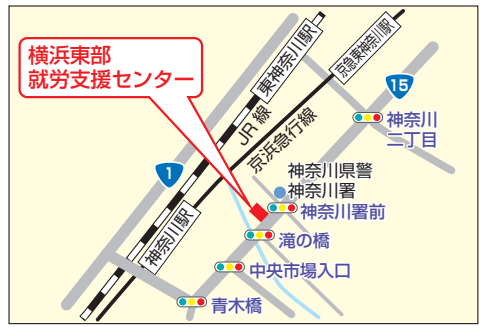 横浜東部
就労支援センター
東神奈川駅
京急東神奈川駅
JR線
京浜急行線
15
神奈川
二丁目
1
神奈川県警
神奈川署
神奈川署前
神奈川駅
滝の橋
中央市場入口
青木橋